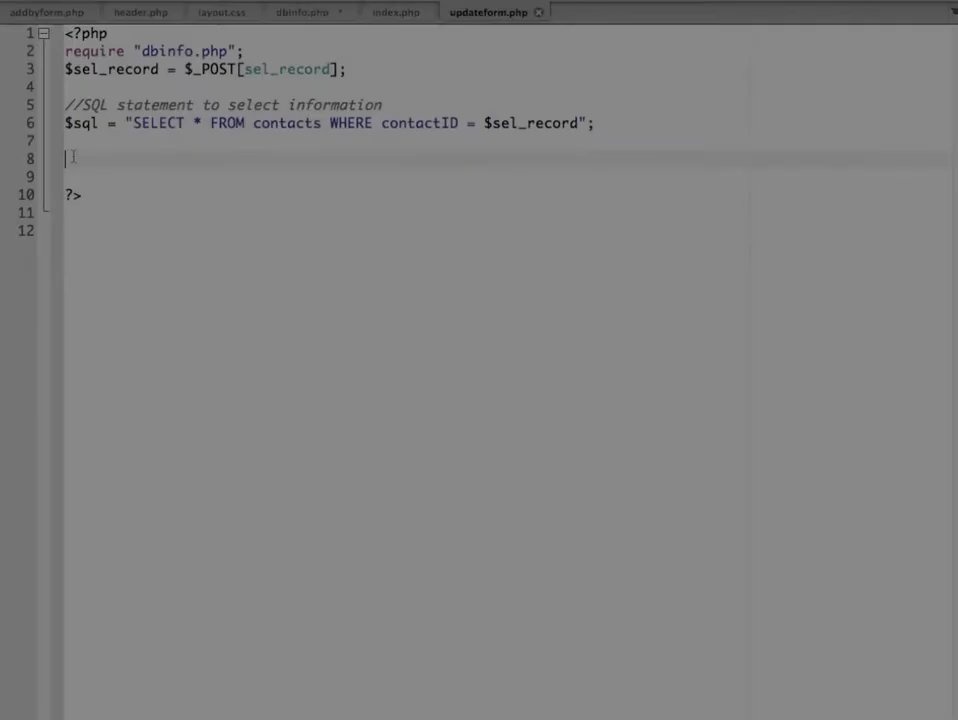 addbyform.php header.php layout.css dbinfo.php * index.php updateform.php
1 <?php
2 require "dbinfo.php";
3 $sel_record = $_POST[sel_record];
4
5 //SQL statement to select information
6 $sql = "SELECT * FROM contacts WHERE contactID = $sel_record";
7
8
9
10 ?>
11
12